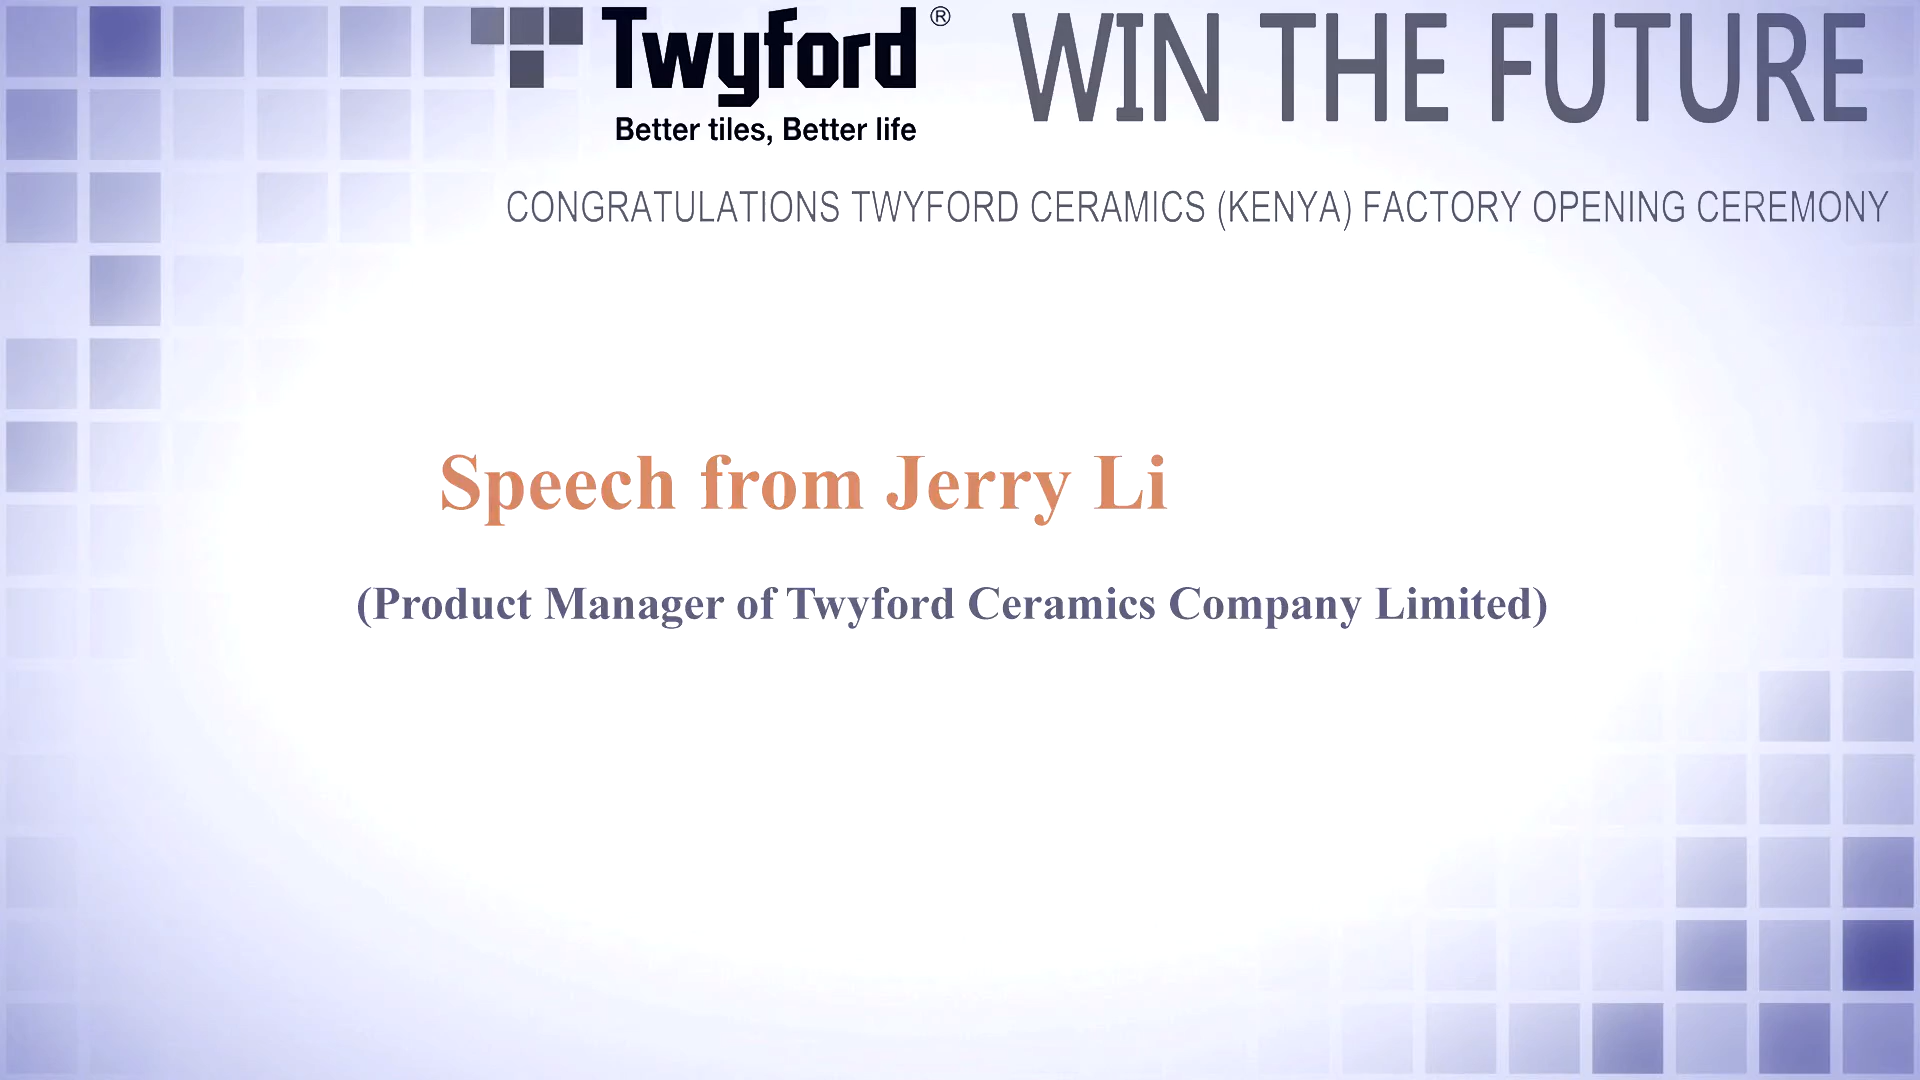 Twyford ®
Better tiles, Better life
WIN THE FUTURE
CONGRATULATIONS TWYFORD CERAMICS (KENYA) FACTORY OPENING CEREMONY
Speech from Jerry Li
(Product Manager of Twyford Ceramics Company Limited)